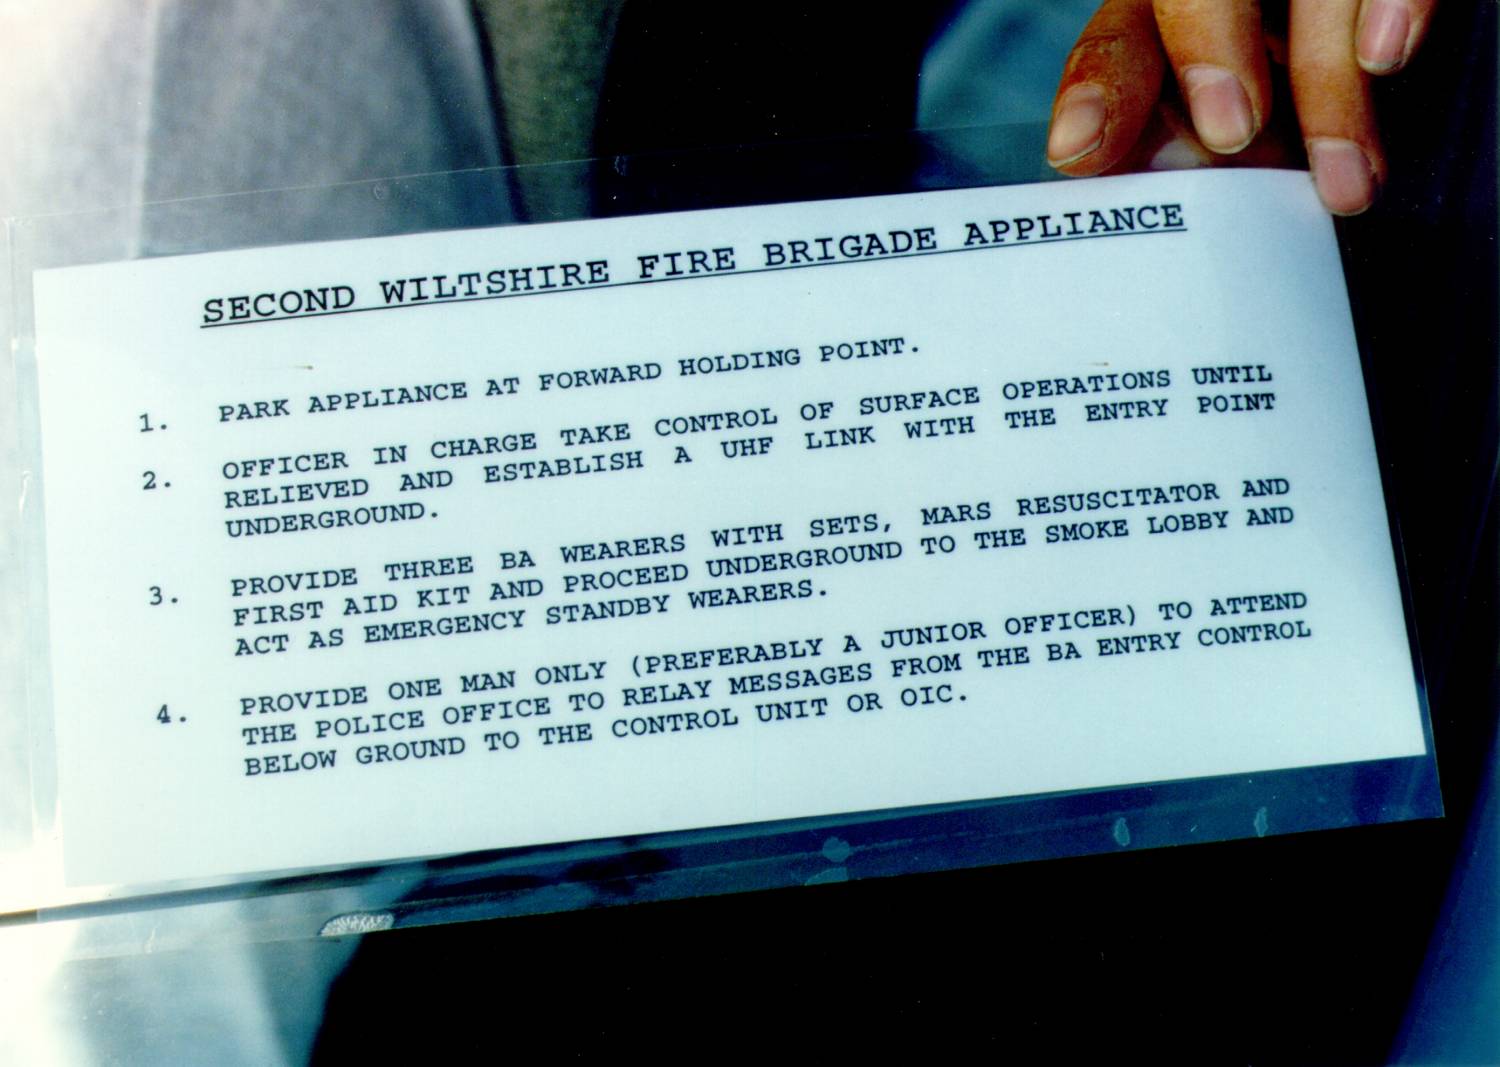 SECOND WILTSHIRE FIRE BRIGADE APPLIANCE
1. PARK APPLIANCE AT FORWARD HOLDING POINT.
2. OFFICER IN CHARGE TAKE CONTROL OF SURFACE OPERATIONS UNTIL
RELIEVED AND ESTABLISH A UHF LINK WITH THE ENTRY POINT
UNDERGROUND.
3. PROVIDE THREE BA WEARERS WITH SETS, MARS RESUSCITATOR AND
FIRST AID KIT AND PROCEED UNDERGROUND TO THE SMOKE LOBBY AND
ACT AS EMERGENCY STANDBY WEARERS.
4. PROVIDE ONE MAN ONLY (PREFERABLY A JUNIOR OFFICER) TO ATTEND
THE POLICE OFFICE TO RELAY MESSAGES FROM THE BA ENTRY CONTROL
BELOW GROUND TO THE CONTROL UNIT OR OIC.